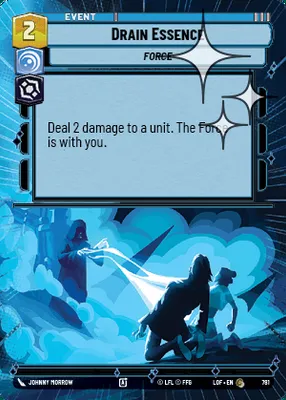 EVENT
2
DRAIN ESSENCE
FORCE
Deal 2 damage to a unit. The Force
is with you.
JOHNNY MORROW
© LFL © FFG
LOF • EN
781